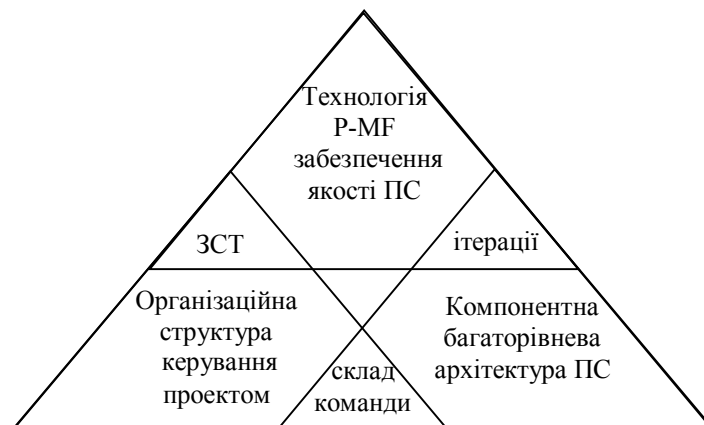 Технологія
P-MF
забезпечення
якості ПС
ЗСТ
ітерації
Організаційна
структура
керування
проектом
склад
команди
Компонентна
багаторівнева
архітектура ПС